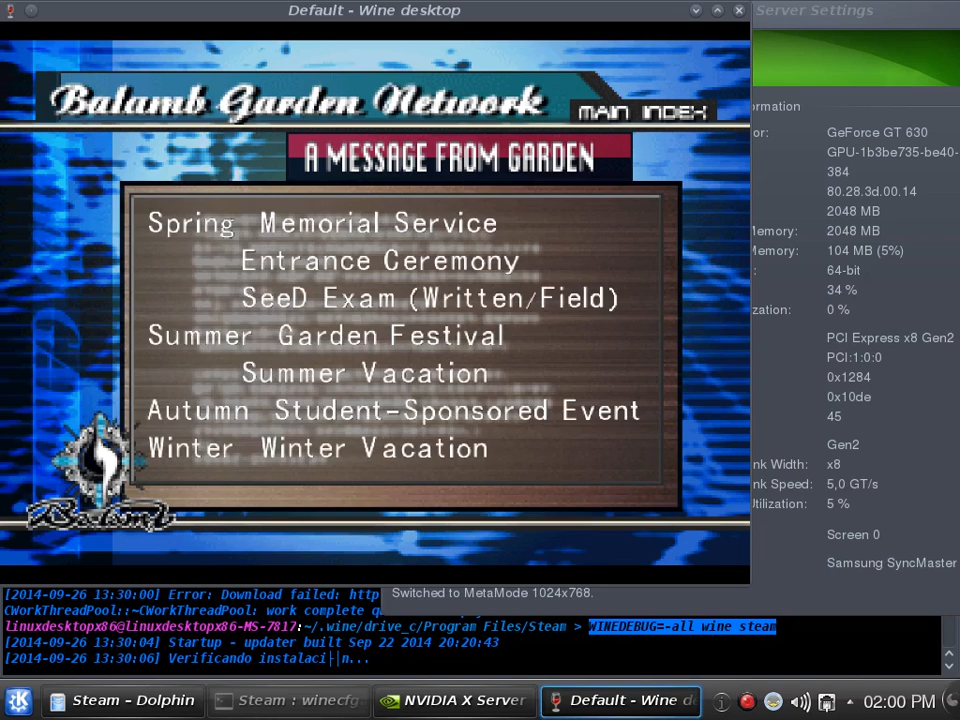 Default - Wine desktop
Server Settings
Balamb Garden Network
MAIN INDEX
A MESSAGE FROM GARDEN
Spring Memorial Service
Entrance Ceremony
SeeD Exam (Written/Field)
Summer Garden Festival
Summer Vacation
Autumn Student-Sponsored Event
Winter Winter Vacation
Balamb
ormation
or: GeForce GT 630
GPU-1b3be735-be40-
384
80.28.3d.00.14
2048 MB
Memory: 2048 MB
Memory: 104 MB (5%)
: 64-bit
34 %
zation: 0 %
PCI Express x8 Gen2
PCI:1:0:0
0x1284
0x10de
45
Gen2
nk Width: x8
nk Speed: 5,0 GT/s
tilization: 5 %
Screen 0
Samsung SyncMaster
Switched to MetaMode 1024x768.
[2014-09-26 13:30:00] Error: Download failed: http
CWorkThreadPool::~CWorkThreadPool: work complete q
linuxdesktopx86@linuxdesktopx86-MS-7817:~/.wine/drive_c/Program Files/Steam > WINEDEBUG=-all wine steam
[2014-09-26 13:30:04] Startup - updater built Sep 22 2014 20:20:43
[2014-09-26 13:30:06] Verificando instalaci├│n...
Steam – Dolphin
Steam : winecfg
NVIDIA X Server
Default - Wine de
02:00 PM